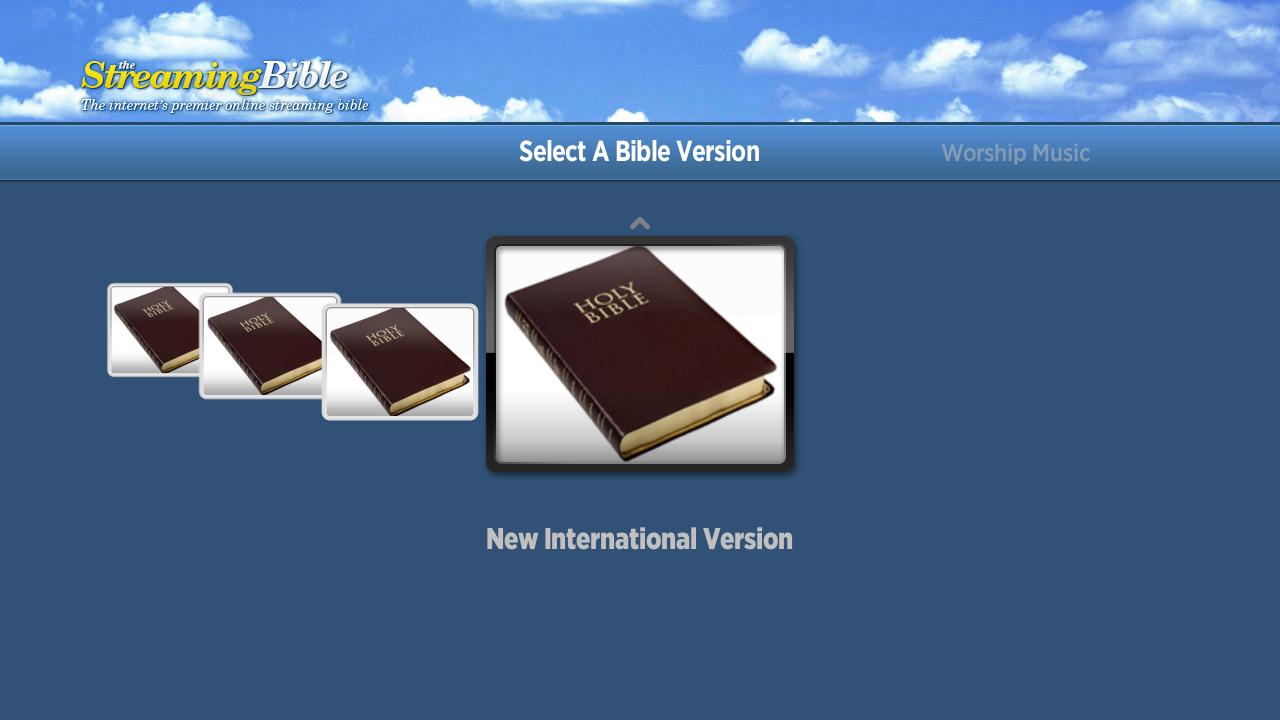 the
StreamingBible
The internet's premier online streaming bible
Select A Bible Version
Worship Music
HOLY
BIBLE
HOLY
BIBLE
HOLY
BIBLE
HOLY
BIBLE
New International Version